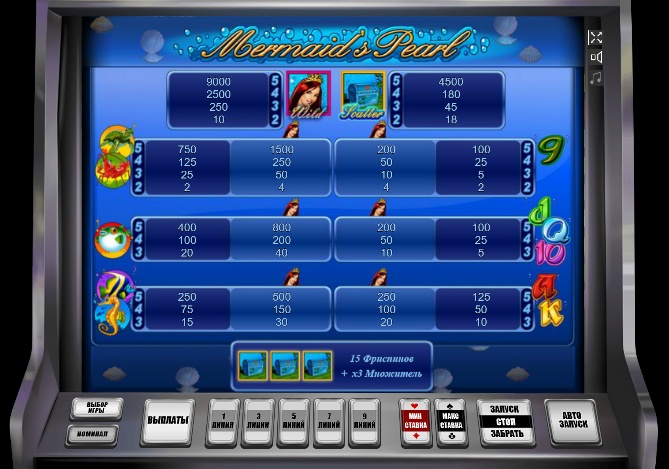 Mermaid's Pearl
9000 5 4500 5
2500 4 180 4
250 3 45 3
10 2 18 2
Wild Scatter
5 750 1500 200 100 5
4 125 250 50 25 4
3 25 50 10 5 3
2 2 4 4 2 2
9
5 400 800 200 100 5
4 100 200 50 25 4
3 20 40 10 5 3
J
Q
10
5 250 500 250 125 5
4 75 150 100 50 4
3 15 30 20 10 3
A
K
15 Фриспинов
+ x3 Множитель
ВЫБОР ИГРЫ
НОМИНАЛ
ВЫПЛАТЫ
1 ЛИНИЯ
3 ЛИНИИ
5 ЛИНИЙ
7 ЛИНИЙ
9 ЛИНИЙ
МИН СТАВКА
МАКС СТАВКА
ЗАПУСК
СТОП
ЗАБРАТЬ
АВТО ЗАПУСК